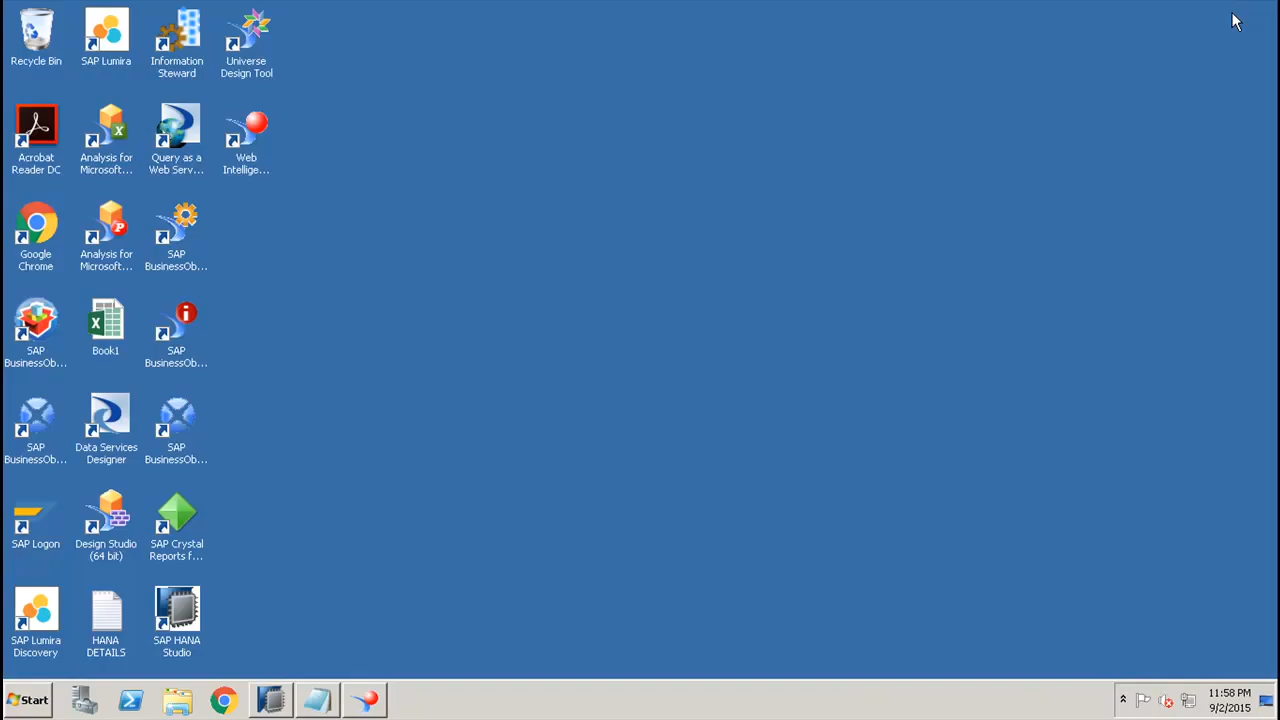 Recycle Bin
SAP Lumira
Information
Steward
Universe
Design Tool
Acrobat
Reader DC
Analysis for
Microsoft...
Query as a
Web Serv...
Web
Intellige...
Google
Chrome
Analysis for
Microsoft...
SAP
BusinessOb...
SAP
BusinessOb...
Book1
SAP
BusinessOb...
SAP
BusinessOb...
Data Services
Designer
SAP
BusinessOb...
SAP Logon
Design Studio
(64 bit)
SAP Crystal
Reports f...
SAP Lumira
Discovery
HANA
DETAILS
SAP HANA
Studio
Start
11:58 PM
9/2/2015